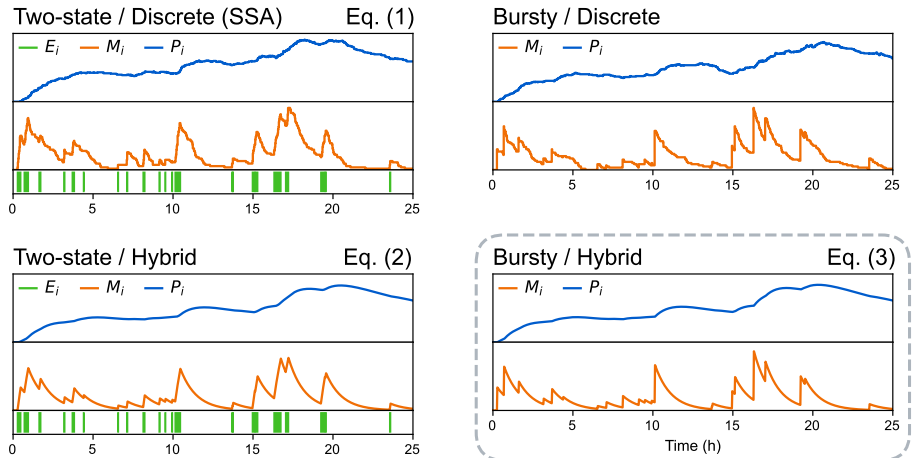 Two-state / Discrete (SSA) Eq. (1)
E_i M_i P_i
0 5 10 15 20 25
Bursty / Discrete
M_i P_i
0 5 10 15 20 25
Two-state / Hybrid Eq. (2)
E_i M_i P_i
0 5 10 15 20 25
Bursty / Hybrid Eq. (3)
M_i P_i
0 5 10 15 20 25
Time (h)